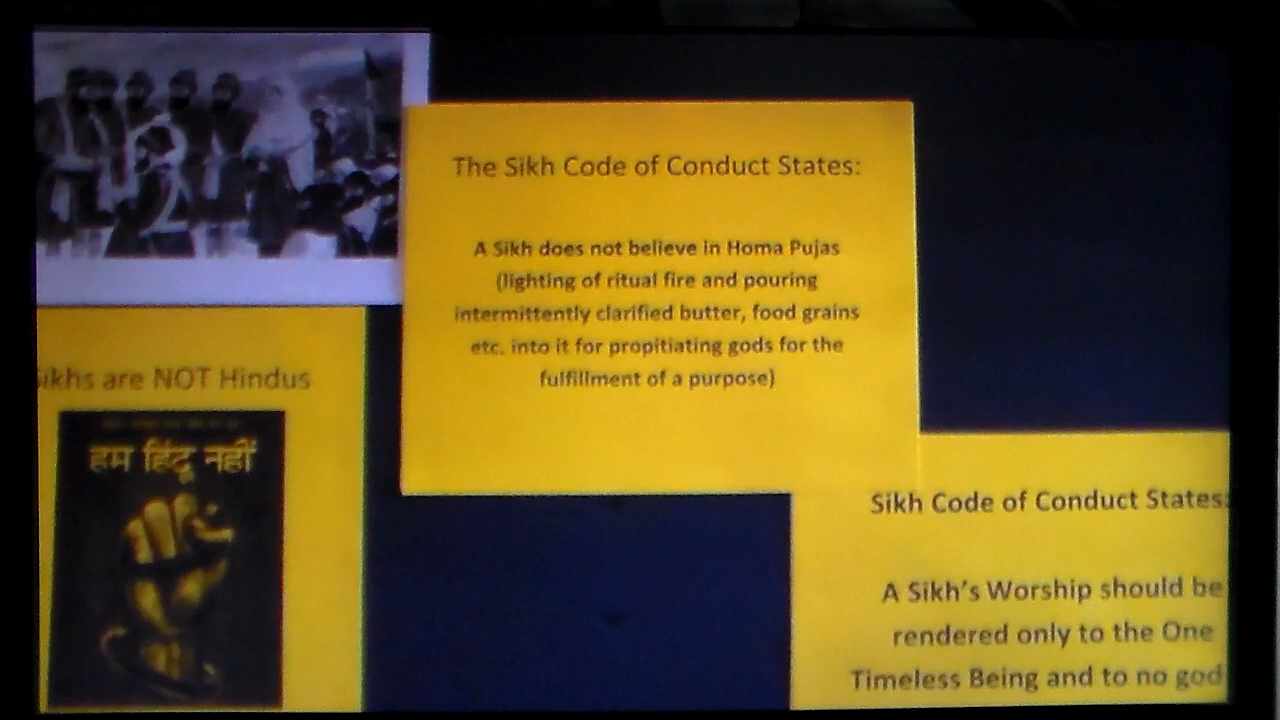 The Sikh Code of Conduct States:
A Sikh does not believe in Homa Pujas
(lighting of ritual fire and pouring
intermittently clarified butter, food grains
etc. into it for propitiating gods for the
fulfillment of a purpose)
ikhs are NOT Hindus
हम हिंदू नहीं
Sikh Code of Conduct States:
A Sikh's Worship should be
rendered only to the One
Timeless Being and to no god